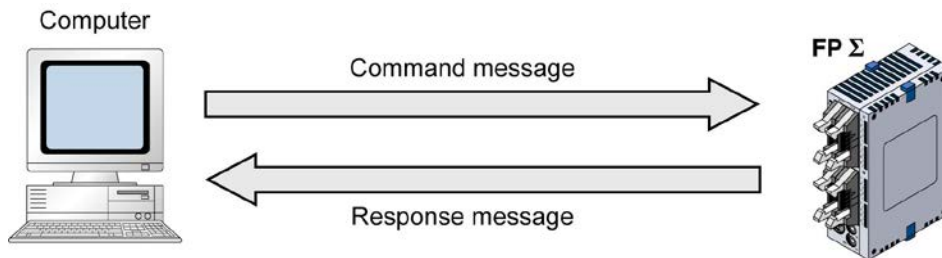 Computer
FP Σ
Command message
Response message